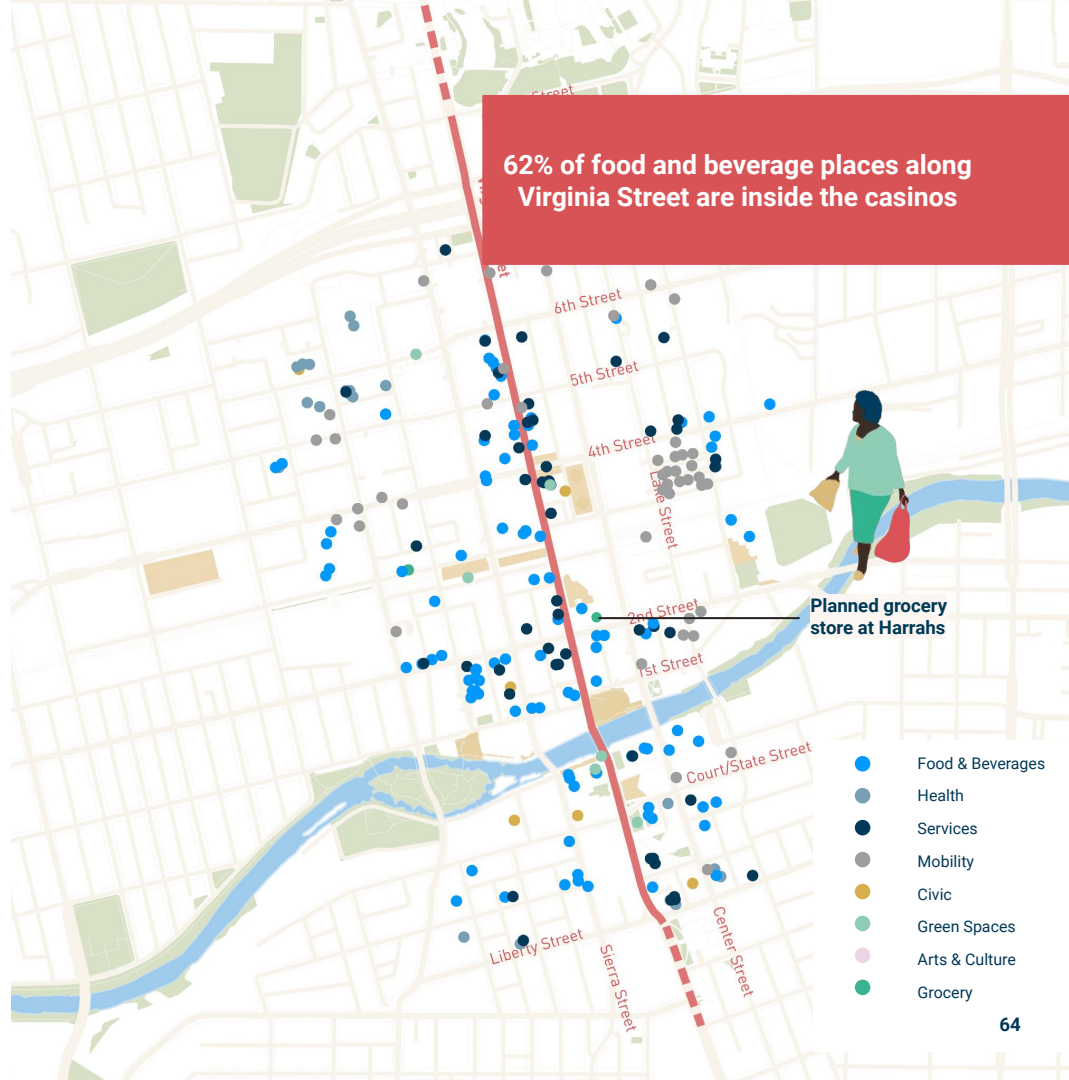 Street
62% of food and beverage places along
Virginia Street are inside the casinos
6th Street
5th Street
4th Street
Lake Street
2nd Street
Planned grocery
store at Harrahs
1st Street
Court/State Street
Liberty Street
Sierra Street
Center Street
Food & Beverages
Health
Services
Mobility
Civic
Green Spaces
Arts & Culture
Grocery
64